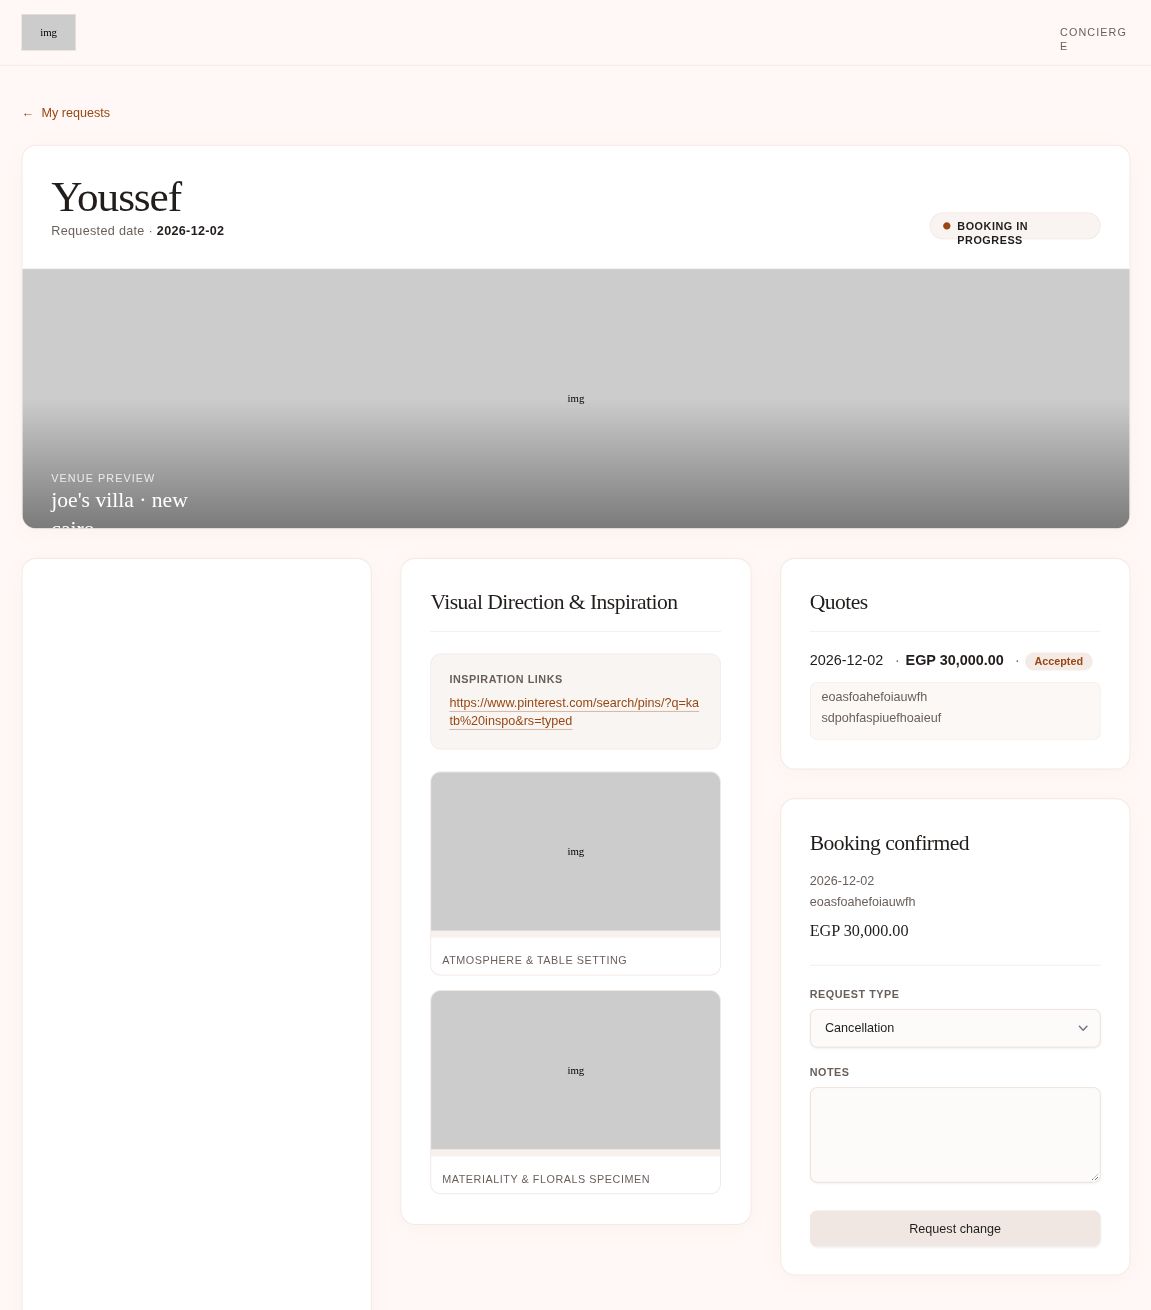 img
CONCIERG
E
← My requests
Youssef
Requested date · 2026-12-02
BOOKING IN
PROGRESS
img
VENUE PREVIEW
joe's villa · new
cairo
Visual Direction & Inspiration
INSPIRATION LINKS
https://www.pinterest.com/search/pins/?q=ka
tb%20inspo&rs=typed
img
ATMOSPHERE & TABLE SETTING
img
MATERIALITY & FLORALS SPECIMEN
Quotes
2026-12-02 · EGP 30,000.00 · Accepted
eoasfoahefoiauwfh
sdpohfaspiuefhoaieuf
Booking confirmed
2026-12-02
eoasfoahefoiauwfh
EGP 30,000.00
REQUEST TYPE
Cancellation
NOTES
Request change